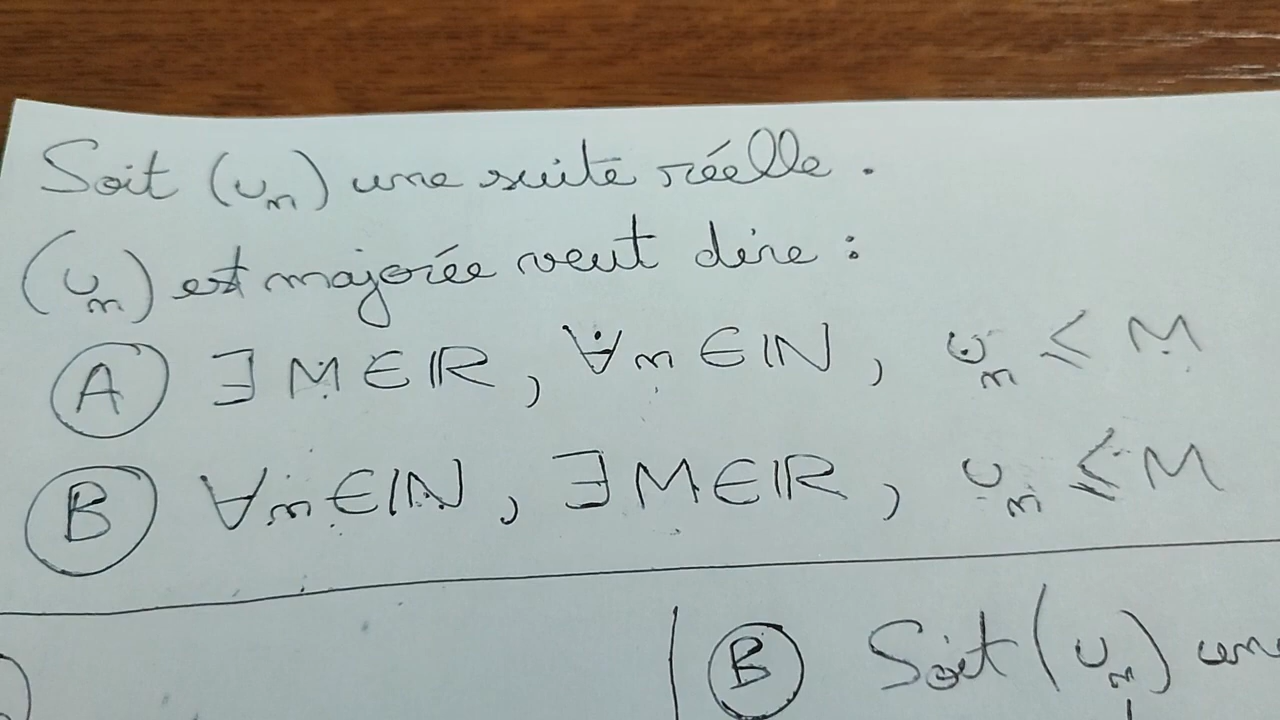 Soit (un) une suite réelle.
(un) est majorée veut dire :
A ∃ M ∈ ℝ, ∀n ∈ ℕ, un ≤ M
B ∀n ∈ ℕ, ∃ M ∈ ℝ, un ≤ M
B Soit (un) une